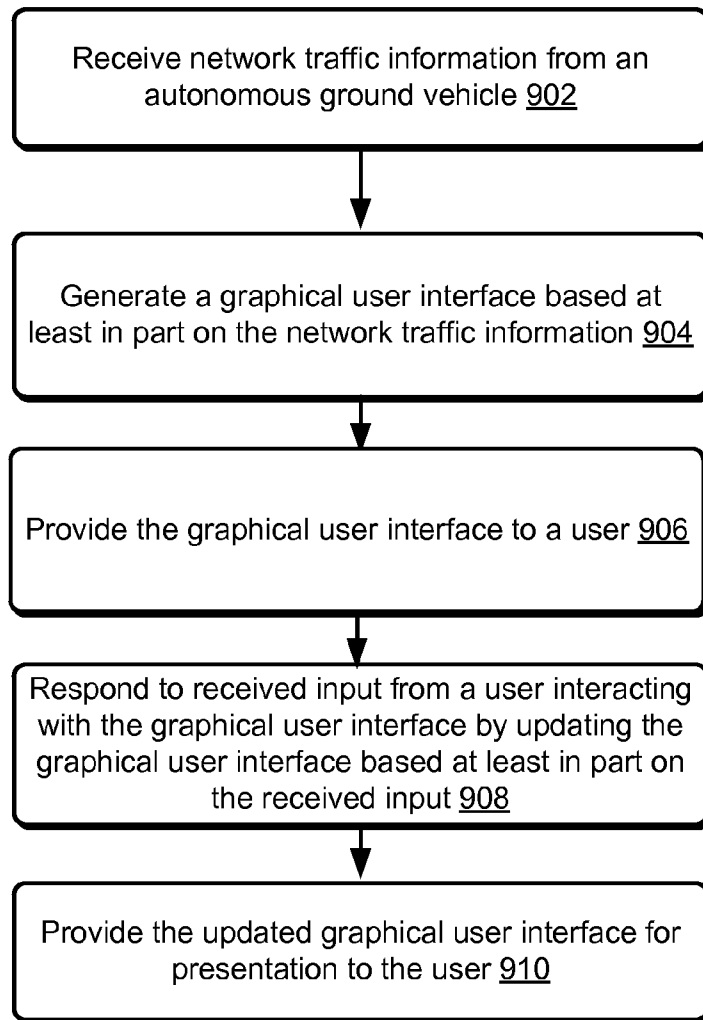 Receive network traffic information from an
autonomous ground vehicle 902
Generate a graphical user interface based at
least in part on the network traffic information 904
Provide the graphical user interface to a user 906
Respond to received input from a user interacting
with the graphical user interface by updating the
graphical user interface based at least in part on
the received input 908
Provide the updated graphical user interface for
presentation to the user 910